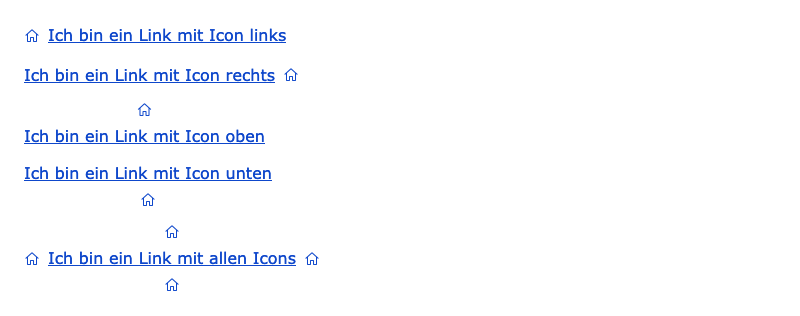 Ich bin ein Link mit Icon links
Ich bin ein Link mit Icon rechts
Ich bin ein Link mit Icon oben
Ich bin ein Link mit Icon unten
Ich bin ein Link mit allen Icons